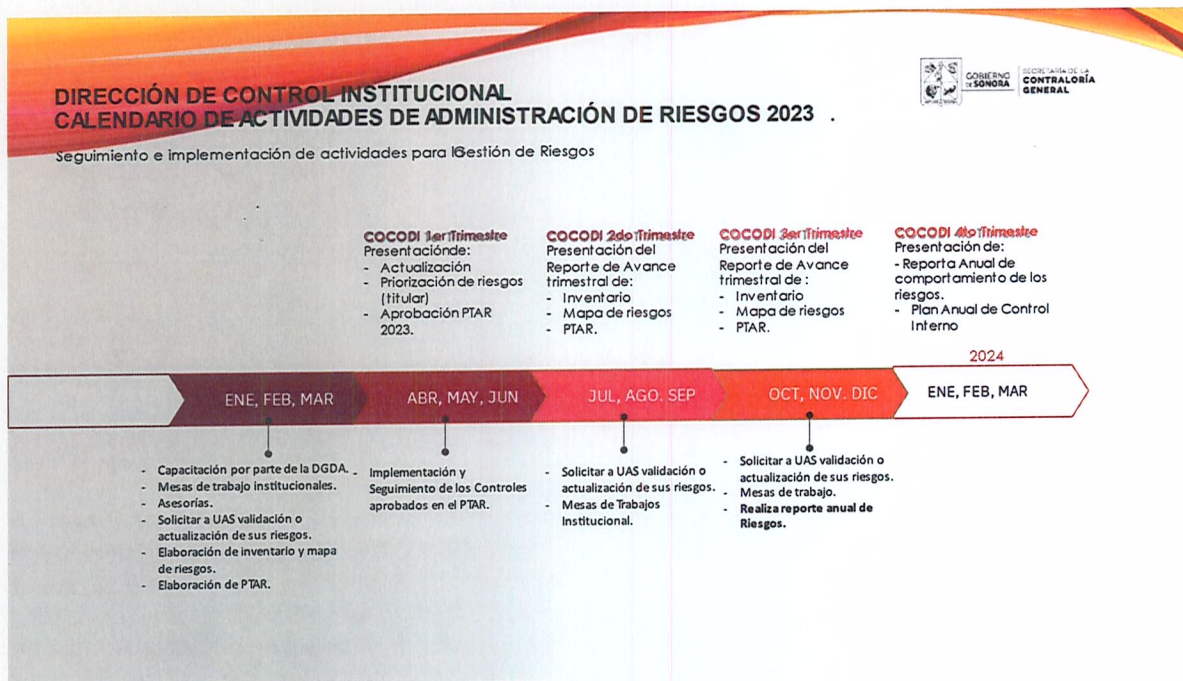 GOBIERNO
DE SONORA
SECRETARÍA DE LA
CONTRALORÍA
GENERAL
DIRECCIÓN DE CONTROL INSTITUCIONAL
CALENDARIO DE ACTIVIDADES DE ADMINISTRACIÓN DE RIESGOS 2023 .
Seguimiento e implementación de actividades para lGestión de Riesgos
COCODI 1er Trimestre
Presentaciónde:
- Actualización
- Priorización de riesgos
(titular)
- Aprobación PTAR
2023.
COCODI 2do Trimestre
Presentación del
Reporte de Avance
trimestral de:
- Inventario
- Mapa de riesgos
- PTAR.
COCODI 3er Trimestre
Presentación del
Reporte de Avance
trimestral de :
- Inventario
- Mapa de riesgos
- PTAR.
COCODI 4to Trimestre
Presentación de:
- Reporta Anual de
comportamiento de los
riesgos.
- Plan Anual de Control
Interno
2024
ENE, FEB, MAR
ABR, MAY, JUN
JUL, AGO. SEP
OCT, NOV. DIC
ENE, FEB, MAR
- Capacitación por parte de la DGDA.
- Mesas de trabajo institucionales.
- Asesorías.
- Solicitar a UAS validación o
actualización de sus riesgos.
- Elaboración de inventario y mapa
de riesgos.
- Elaboración de PTAR.
- Implementación y
Seguimiento de los Controles
aprobados en el PTAR.
- Solicitar a UAS validación o
actualización de sus riesgos.
- Mesas de Trabajos
Institucional.
- Solicitar a UAS validación o
actualización de sus riesgos.
- Mesas de trabajo.
- Realiza reporte anual de
Riesgos.